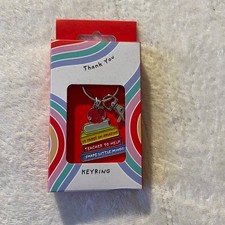 Thank You
TEACHER TO HELP
SHAPE LITTLE MINDS
KEYRING